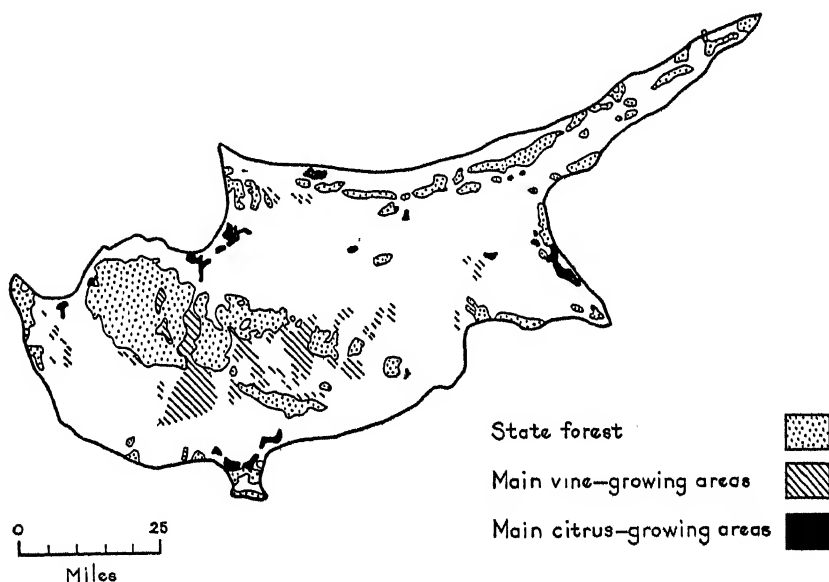 State forest
Main vine-growing areas
Main citrus-growing areas
0 25
Miles